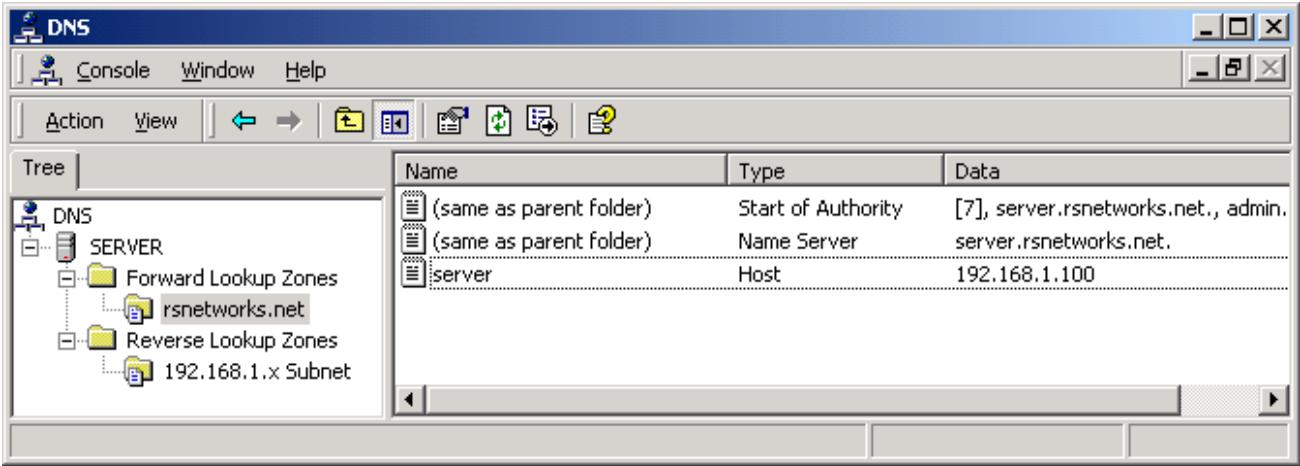 DNS
Console Window Help
Action View
Tree
Name Type Data
DNS
SERVER
Forward Lookup Zones
rsnetworks.net
Reverse Lookup Zones
192.168.1.x Subnet
(same as parent folder) Start of Authority [7], server.rsnetworks.net., admin.
(same as parent folder) Name Server server.rsnetworks.net.
server Host 192.168.1.100